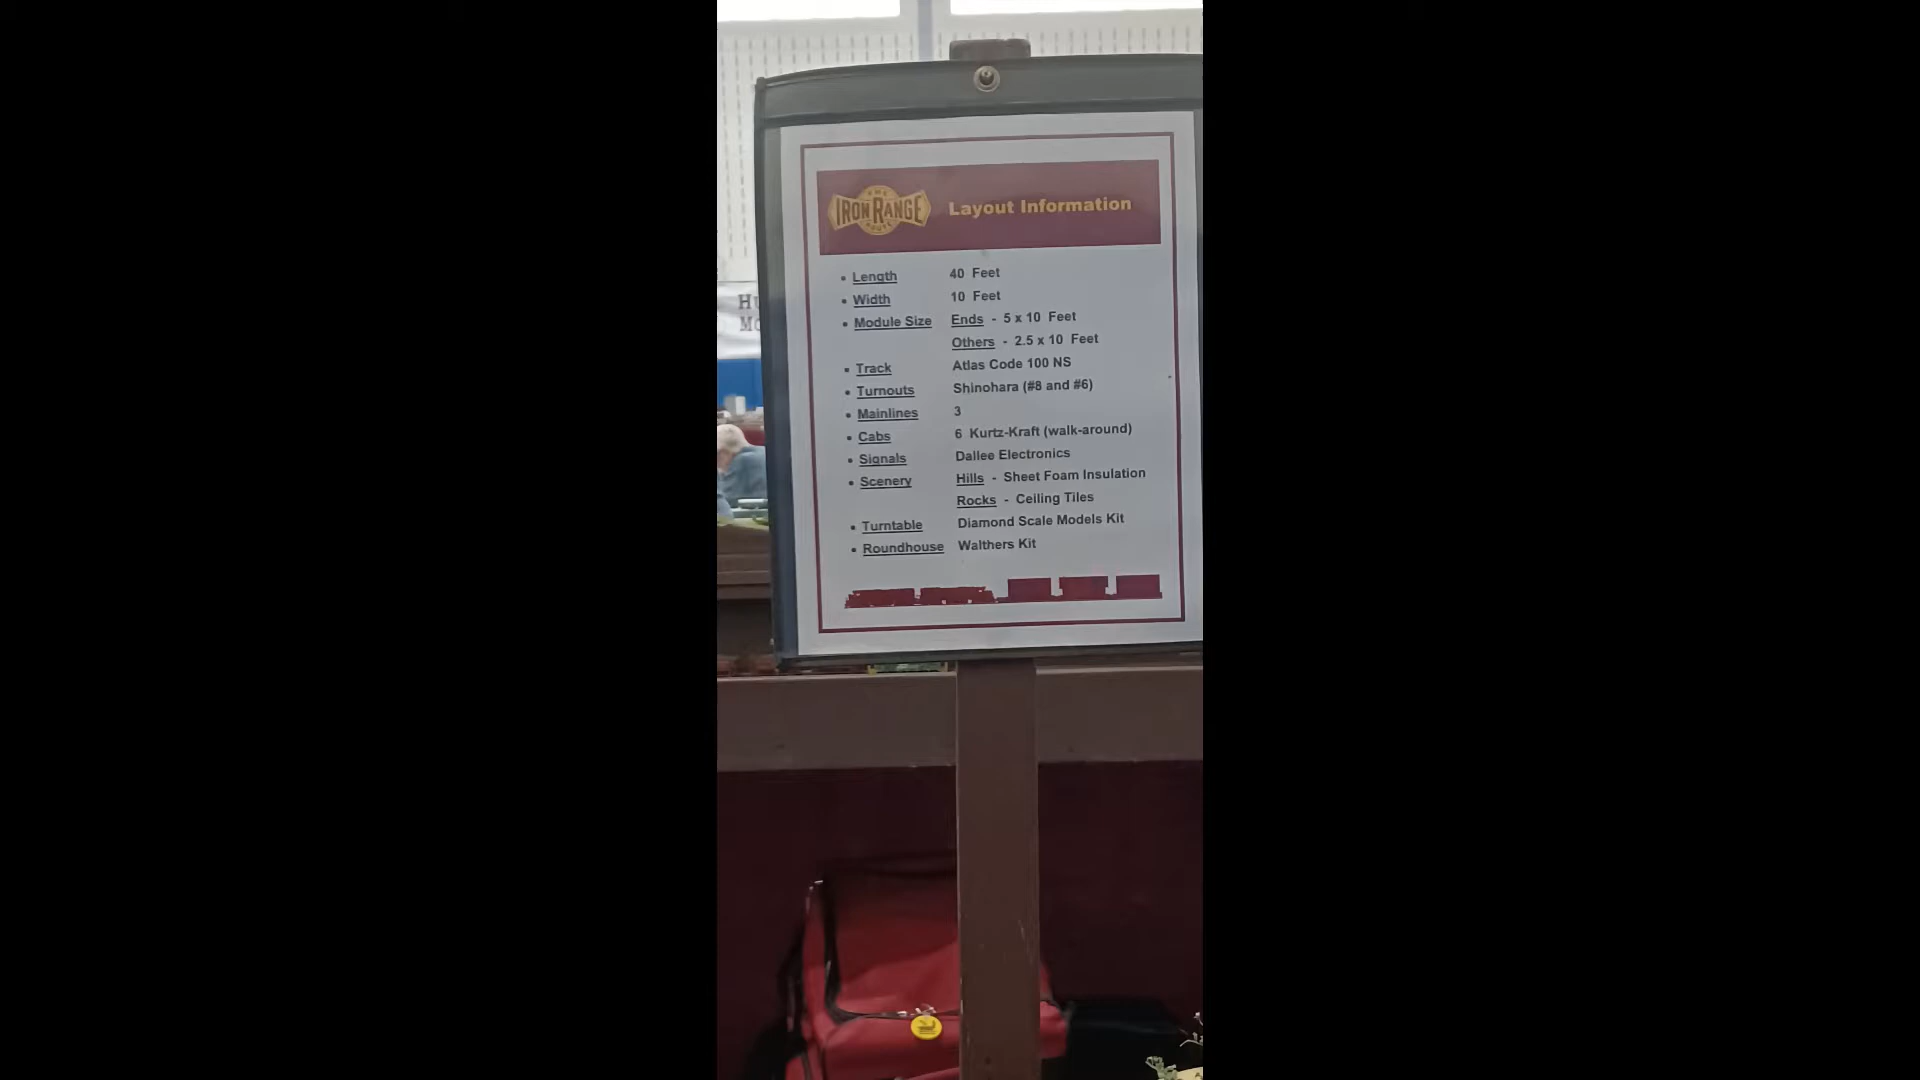 THE
IRON RANGE
ROUTE
Layout Information
• Length 40 Feet
• Width 10 Feet
• Module Size Ends - 5 x 10 Feet
Others - 2.5 x 10 Feet
• Track Atlas Code 100 NS
• Turnouts Shinohara (#8 and #6)
• Mainlines 3
• Cabs 6 Kurtz-Kraft (walk-around)
• Signals Dallee Electronics
• Scenery Hills - Sheet Foam Insulation
Rocks - Ceiling Tiles
• Turntable Diamond Scale Models Kit
• Roundhouse Walthers Kit